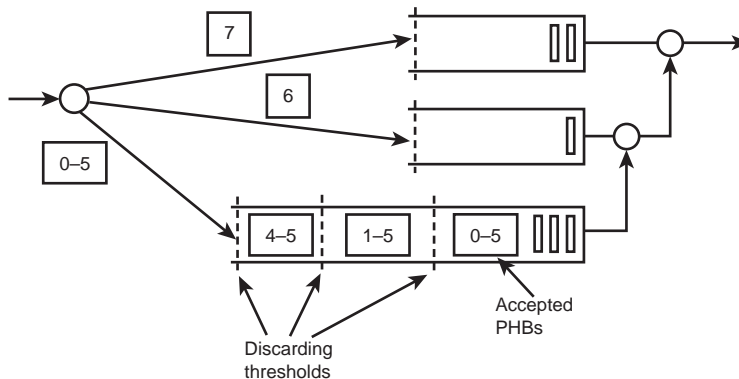 7
6
0–5
4–5
1–5
0–5
Accepted
PHBs
Discarding
thresholds